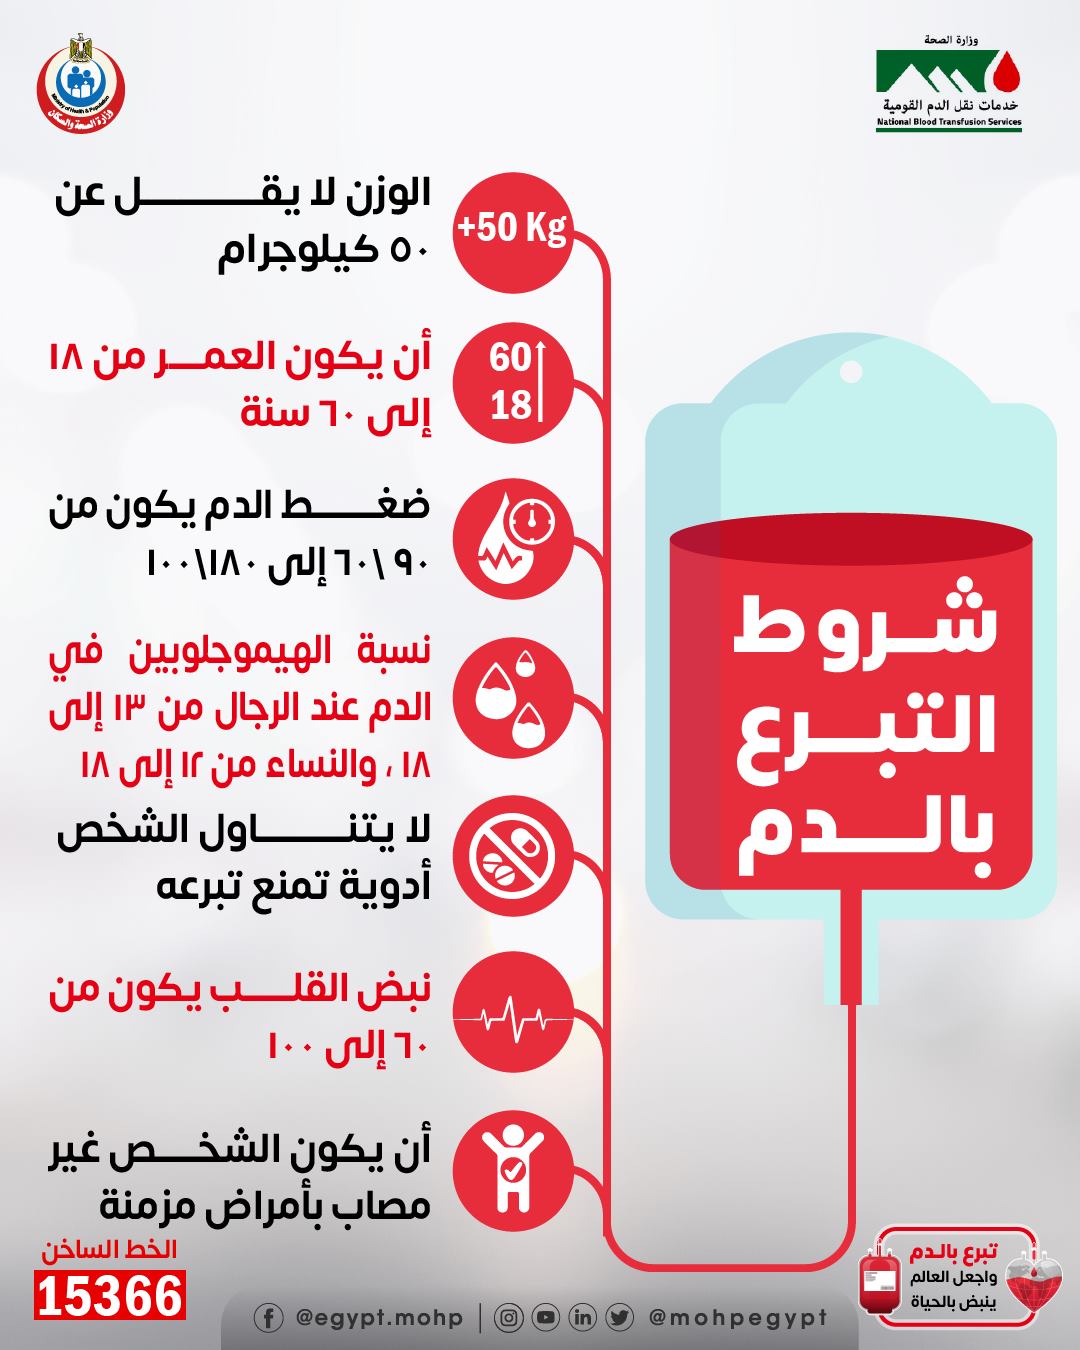 وزارة الصحة
خدمات نقل الدم القومية
National Blood Transfusion Services
Ministry of Health & Population
وزارة الصحة والسكان
شروط
التبرع
بالدم
+50 Kg
الوزن لا يقل عن
٥٠ كيلوجرام
60
18
أن يكون العمر من ١٨
إلى ٦٠ سنة
ضغط الدم يكون من
٩٠\٦٠ إلى ١٨٠\١٠٠
نسبة الهيموجلوبين في
الدم عند الرجال من ١٣ إلى
١٨ ، والنساء من ١٢ إلى ١٨
لا يتناول الشخص
أدوية تمنع تبرعه
نبض القلب يكون من
٦٠ إلى ١٠٠
أن يكون الشخص غير
مصاب بأمراض مزمنة
الخط الساخن
15366
@egypt.mohp
@mohpegypt
تبرع بالدم
واجعل العالم
ينبض بالحياة